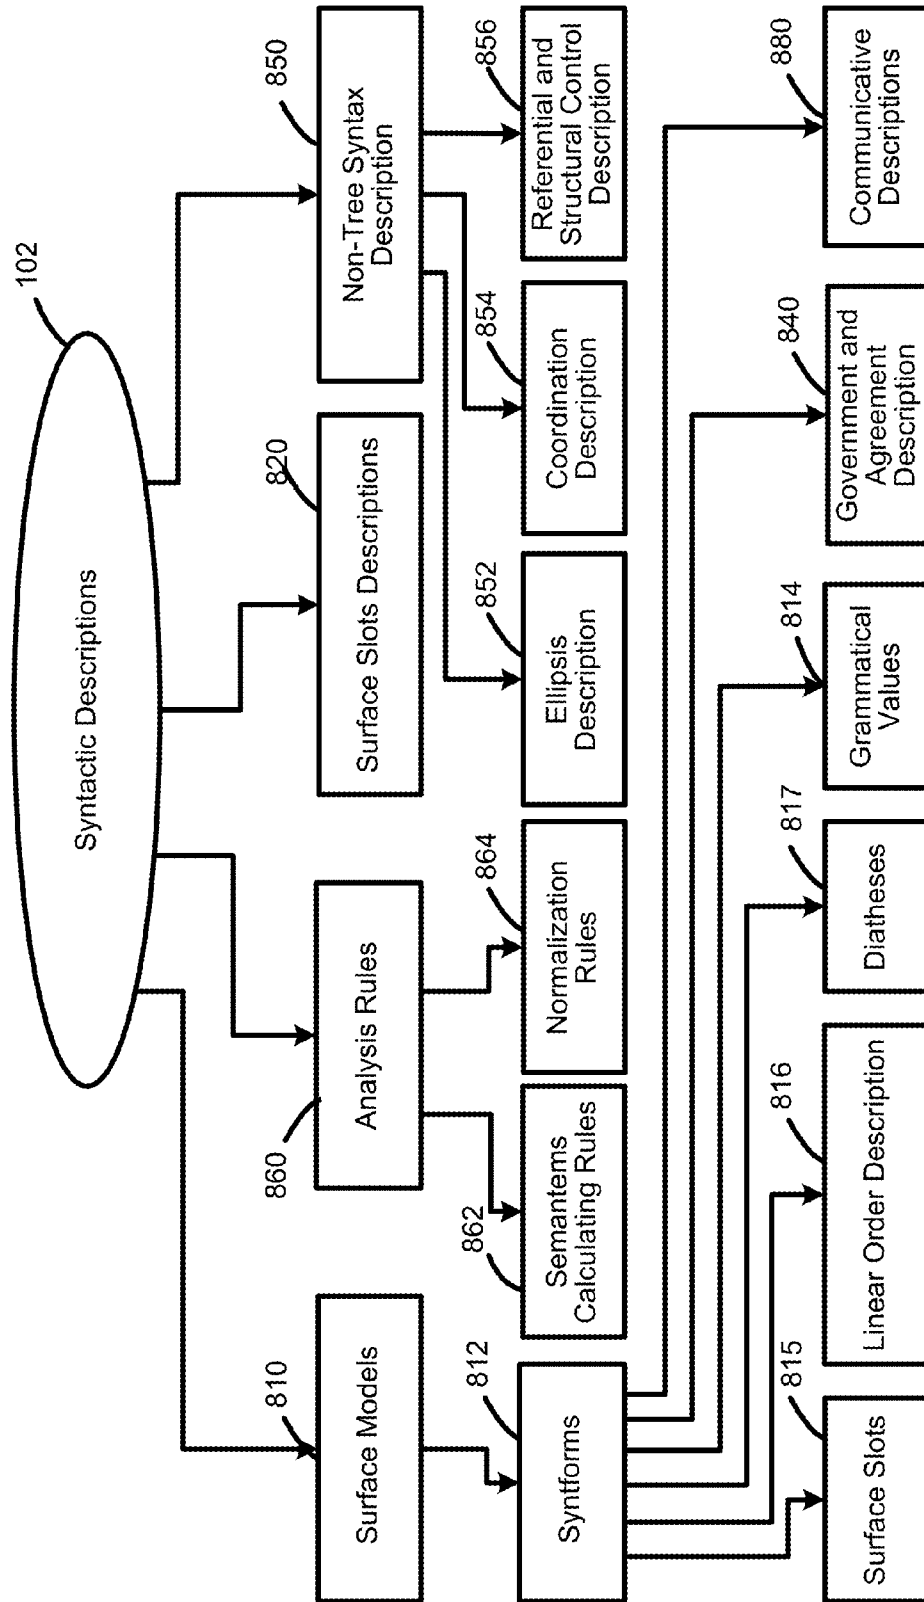 102
Syntactic Descriptions
810
Surface Models
860
Analysis Rules
820
Surface Slots Descriptions
850
Non-Tree Syntax
Description
812
Syntforms
862
Semantems
Calculating Rules
864
Normalization
Rules
852
Ellipsis
Description
854
Coordination
Description
856
Referential and
Structural Control
Description
815
Surface Slots
816
Linear Order Description
817
Diatheses
814
Grammatical
Values
840
Government and
Agreement
Description
880
Communicative
Descriptions